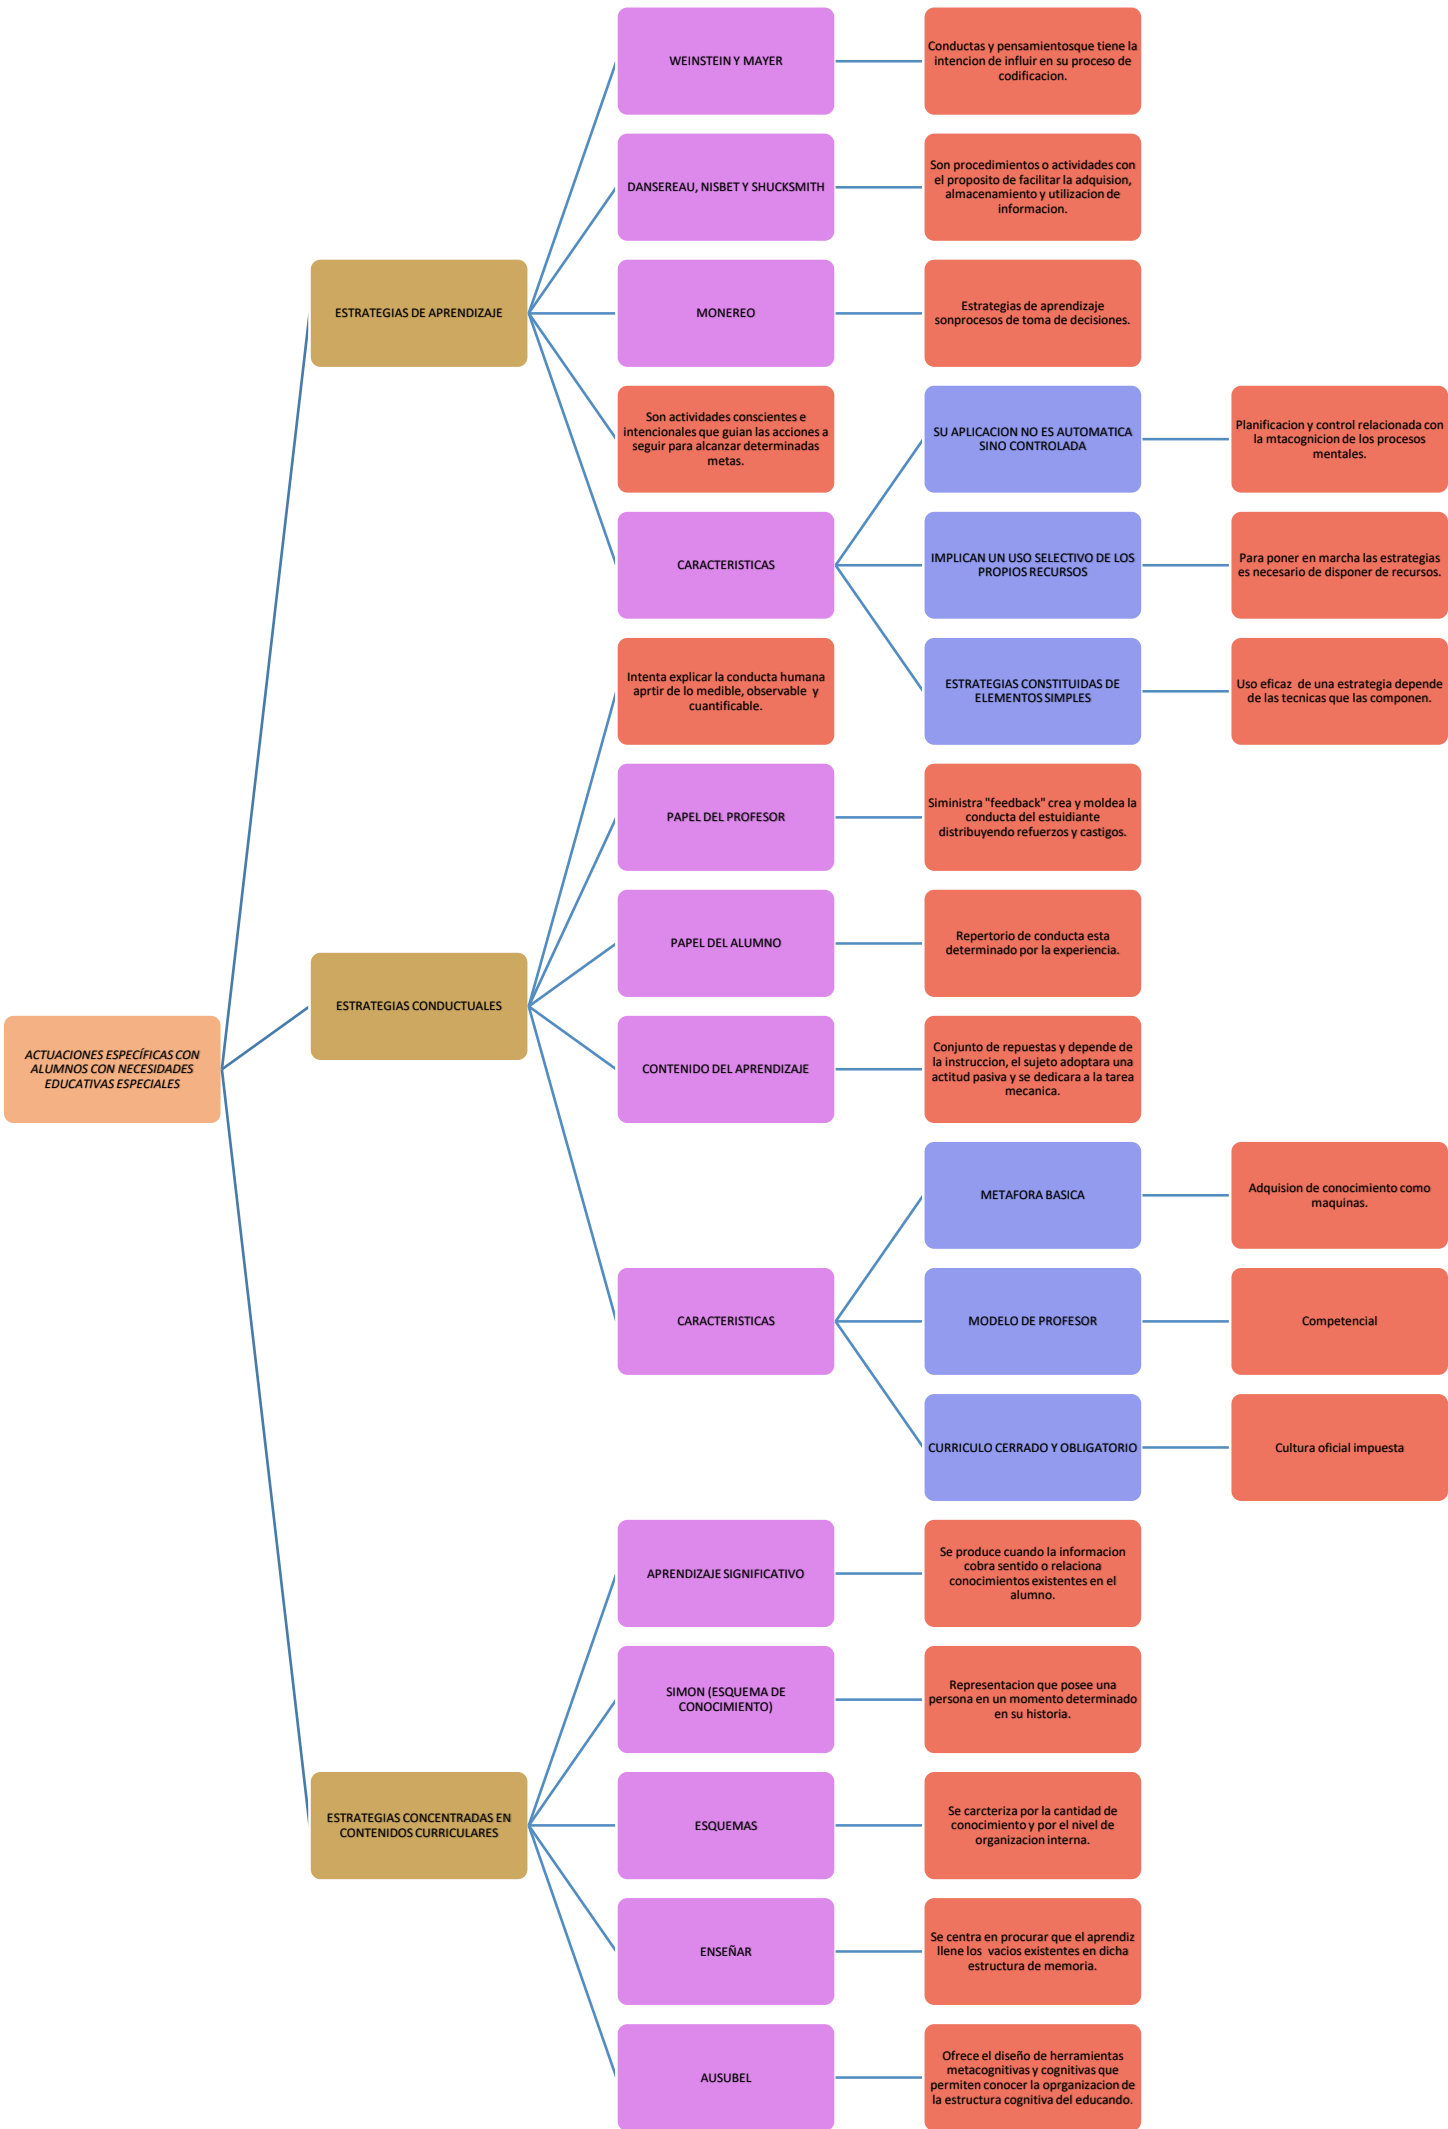 ACTUACIONES ESPECÍFICAS CON
ALUMNOS CON NECESIDADES
EDUCATIVAS ESPECIALES
ESTRATEGIAS DE APRENDIZAJE
WEINSTEIN Y MAYER
Conductas y pensamientosque tiene la
intencion de influir en su proceso de
codificacion.
DANSEREAU, NISBET Y SHUCKSMITH
Son procedimientos o actividades con
el proposito de facilitar la adquision,
almacenamiento y utilizacion de
informacion.
MONEREO
Estrategias de aprendizaje
sonprocesos de toma de decisiones.
Son actividades conscientes e
intencionales que guian las acciones a
seguir para alcanzar determinadas
metas.
CARACTERISTICAS
SU APLICACION NO ES AUTOMATICA
SINO CONTROLADA
Planificacion y control relacionada con
la mtacognicion de los procesos
mentales.
IMPLICAN UN USO SELECTIVO DE LOS
PROPIOS RECURSOS
Para poner en marcha las estrategias
es necesario de disponer de recursos.
ESTRATEGIAS CONSTITUIDAS DE
ELEMENTOS SIMPLES
Uso eficaz  de una estrategia depende
de las tecnicas que las componen.
ESTRATEGIAS CONDUCTUALES
Intenta explicar la conducta humana
aprtir de lo medible, observable  y
cuantificable.
PAPEL DEL PROFESOR
Siministra "feedback" crea y moldea la
conducta del estuidiante
distribuyendo refuerzos y castigos.
PAPEL DEL ALUMNO
Repertorio de conducta esta
determinado por la experiencia.
CONTENIDO DEL APRENDIZAJE
Conjunto de repuestas y depende de
la instruccion, el sujeto adoptara una
actitud pasiva y se dedicara a la tarea
mecanica.
CARACTERISTICAS
METAFORA BASICA
Adquision de conocimiento como
maquinas.
MODELO DE PROFESOR
Competencial
CURRICULO CERRADO Y OBLIGATORIO
Cultura oficial impuesta
ESTRATEGIAS CONCENTRADAS EN
CONTENIDOS CURRICULARES
APRENDIZAJE SIGNIFICATIVO
Se produce cuando la informacion
cobra sentido o relaciona
conocimientos existentes en el
alumno.
SIMON (ESQUEMA DE
CONOCIMIENTO)
Representacion que posee una
persona en un momento determinado
en su historia.
ESQUEMAS
Se carcteriza por la cantidad de
conocimiento y por el nivel de
organizacion interna.
ENSEÑAR
Se centra en procurar que el aprendiz
llene los  vacios existentes en dicha
estructura de memoria.
AUSUBEL
Ofrece el diseño de herramientas
metacognitivas y cognitivas que
permiten conocer la oprganizacion de
la estructura cognitiva del educando.